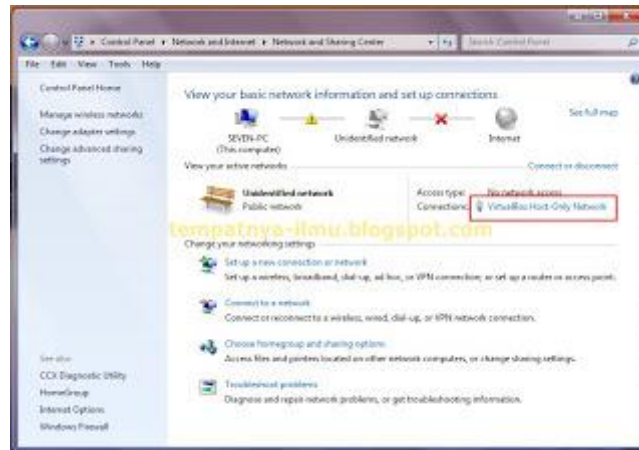 Control Panel ▸ Network and Internet ▸ Network and Sharing Center
Search Control Panel
File Edit View Tools Help
Control Panel Home
Manage wireless networks
Change adapter settings
Change advanced sharing
settings
View your basic network information and set up connections
See full map
SEVEN-PC
(This computer)
Unidentified network
Internet
View your active networks
Connect or disconnect
Unidentified network
Public network
Access type: No network access
Connections: VirtualBox Host-Only Network
tempatnya-ilmu.blogspot.com
Change your networking settings
Set up a new connection or network
Set up a wireless, broadband, dial-up, ad hoc, or VPN connection; or set up a router or access point.
Connect to a network
Connect or reconnect to a wireless, wired, dial-up, or VPN network connection.
Choose homegroup and sharing options
Access files and printers located on other network computers, or change sharing settings.
Troubleshoot problems
Diagnose and repair network problems, or get troubleshooting information.
See also
CCX Diagnostic Utility
HomeGroup
Internet Options
Windows Firewall